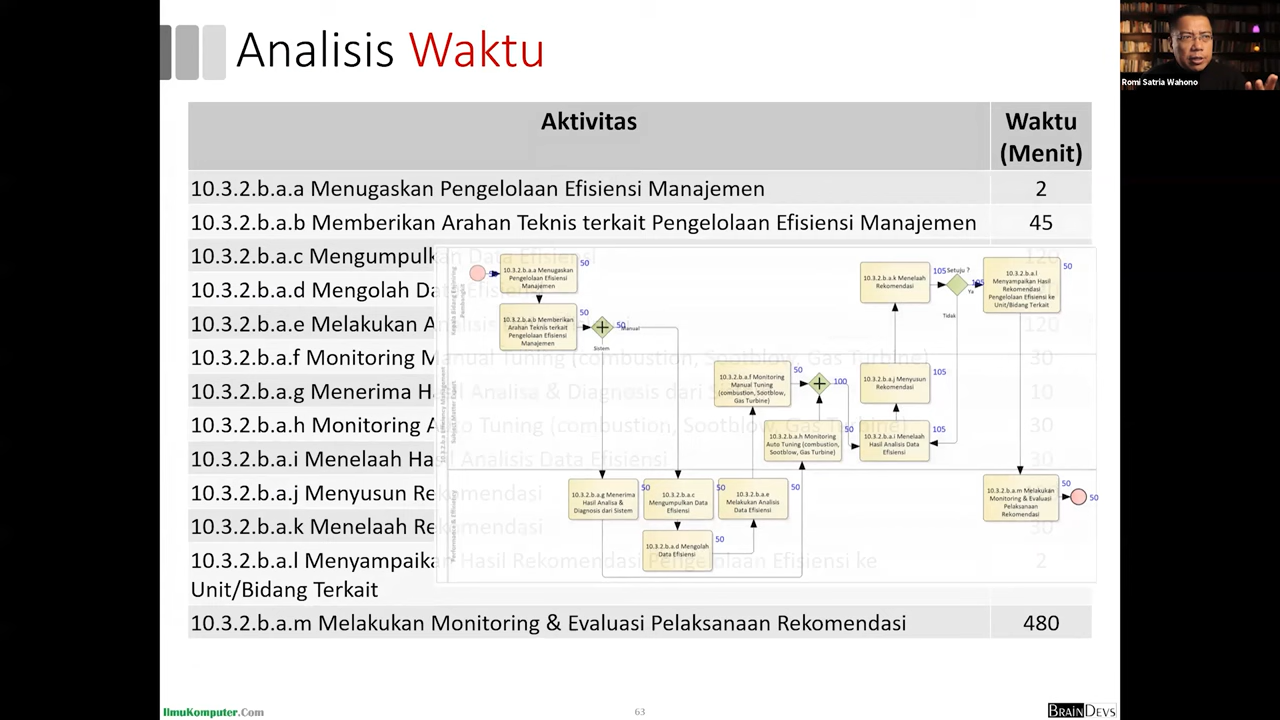 Analisis Waktu
Romi Satria Wahono
Aktivitas
Waktu
(Menit)
10.3.2.b.a.a Menugaskan Pengelolaan Efisiensi Manajemen
2
10.3.2.b.a.b Memberikan Arahan Teknis terkait Pengelolaan Efisiensi Manajemen
45
10.3.2.b.a.c Mengumpulkan Data Efisiensi
120
10.3.2.b.a.d Mengolah Data Efisiensi
10.3.2.b.a.e Melakukan Analisis Data Efisiensi
120
10.3.2.b.a.f Monitoring Manual Tuning (combustion, Sootblow, Gas Turbine)
30
10.3.2.b.a.g Menerima Hasil Analisa & Diagnosis dari Sistem
10
10.3.2.b.a.h Monitoring Auto Tuning (combustion, Sootblow, Gas Turbine)
30
10.3.2.b.a.i Menelaah Hasil Analisis Data Efisiensi
30
10.3.2.b.a.j Menyusun Rekomendasi
10.3.2.b.a.k Menelaah Rekomendasi
30
10.3.2.b.a.l Menyampaikan Hasil Rekomendasi Pengelolaan Efisiensi ke
Unit/Bidang Terkait
2
10.3.2.b.a.m Melakukan Monitoring & Evaluasi Pelaksanaan Rekomendasi
480
10.3.2.b.a.a Menugaskan
Pengelolaan Efisiensi
Manajemen
50
10.3.2.b.a.b Memberikan
Arahan Teknis terkait
Pengelolaan Efisiensi
Manajemen
50
50
Manual
Sistem
10.3.2.b.a.k Menelaah
Rekomendasi
105
Setuju ?
105
Ya
Tidak
10.3.2.b.a.l
Menyampaikan Hasil
Rekomendasi
Pengelolaan Efisiensi ke
Unit/Bidang Terkait
50
10.3.2.b.a.f Monitoring
Manual Tuning
(combustion, Sootblow,
Gas Turbine)
50
100
10.3.2.b.a.j Menyusun
Rekomendasi
105
10.3.2.b.a.h Monitoring
Auto Tuning (combustion,
Sootblow, Gas Turbine)
50
10.3.2.b.a.i Menelaah
Hasil Analisis Data
Efisiensi
105
10.3.2.b.a.g Menerima
Hasil Analisa &
Diagnosis dari Sistem
50
10.3.2.b.a.c
Mengumpulkan Data
Efisiensi
50
10.3.2.b.a.e
Melakukan Analisis
Data Efisiensi
50
10.3.2.b.a.d Mengolah
Data Efisiensi
50
10.3.2.b.a.m Melakukan
Monitoring & Evaluasi
Pelaksanaan
Rekomendasi
50
50
IlmuKomputer.Com
63
BRAINDEVS